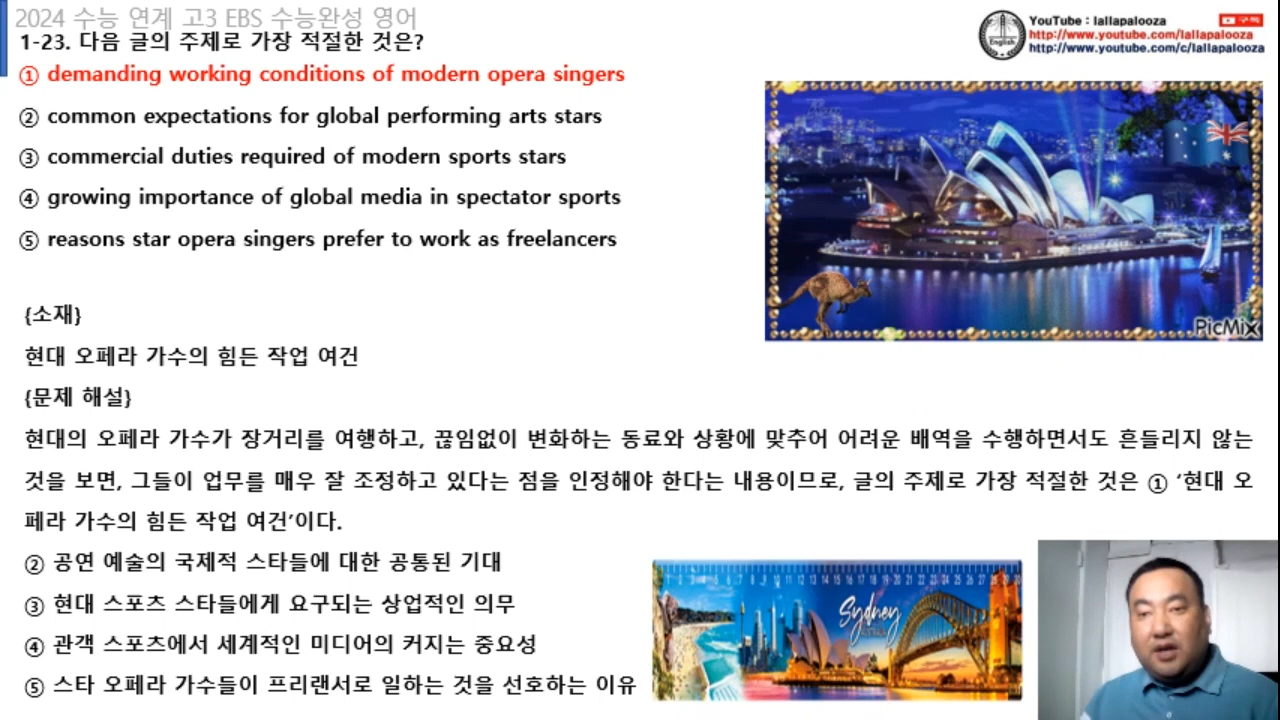 2024 수능 연계 고3 EBS 수능완성 영어
1-23. 다음 글의 주제로 가장 적절한 것은?
① demanding working conditions of modern opera singers
② common expectations for global performing arts stars
③ commercial duties required of modern sports stars
④ growing importance of global media in spectator sports
⑤ reasons star opera singers prefer to work as freelancers
YouTube : lallapalooza
구독
http://www.youtube.com/lallapalooza
http://www.youtube.com/c/lallapalooza
English
PicMix
{소재}
현대 오페라 가수의 힘든 작업 여건
{문제 해설}
현대의 오페라 가수가 장거리를 여행하고, 끊임없이 변화하는 동료와 상황에 맞추어 어려운 배역을 수행하면서도 흔들리지 않는
것을 보면, 그들이 업무를 매우 잘 조정하고 있다는 점을 인정해야 한다는 내용이므로, 글의 주제로 가장 적절한 것은 ① ‘현대 오
페라 가수의 힘든 작업 여건’이다.
② 공연 예술의 국제적 스타들에 대한 공통된 기대
③ 현대 스포츠 스타들에게 요구되는 상업적인 의무
④ 관객 스포츠에서 세계적인 미디어의 커지는 중요성
⑤ 스타 오페라 가수들이 프리랜서로 일하는 것을 선호하는 이유
Sydney